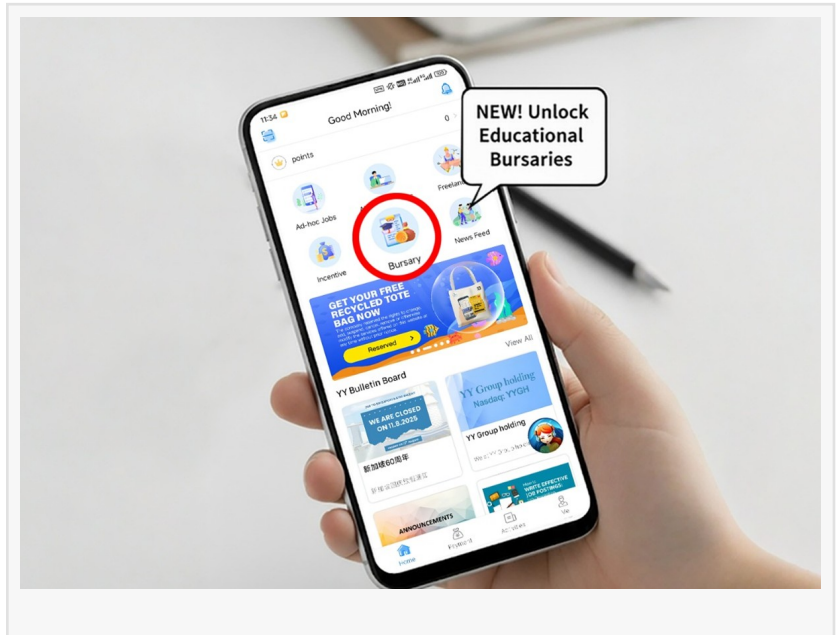 11:34
Good Morning!
NEW! Unlock
Educational
Bursaries
points
0
Ad-hoc Jobs
Freelan
Incentive
Bursary
News Feed
GET YOUR FREE
RECYCLED TOTE
BAG NOW
Reserved
YY Bulletin Board
View All
WE ARE CLOSED
ON 11.8.2025
新加坡60周年
YY Group holding
Nasdaq: YYGH
YY Group holding
ANNOUNCEMENTS
WRITE EFFECTIVE
JOB POSTINGS:
Home
Payment
Activities
Me